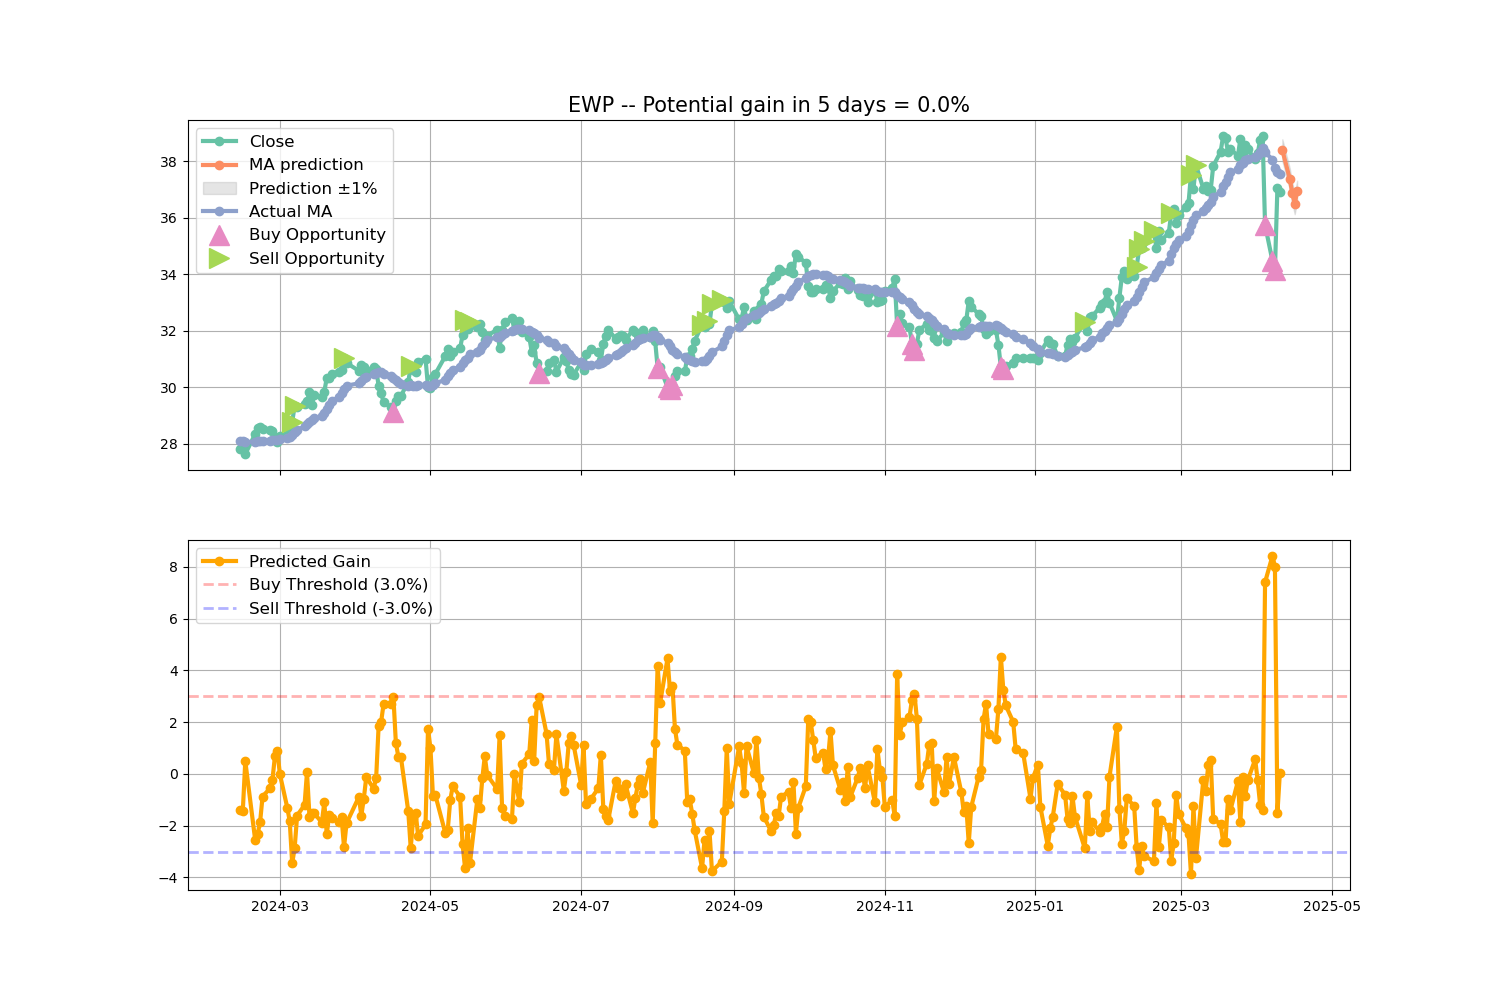 EWP -- Potential gain in 5 days = 0.0%
Close
MA prediction
Prediction ±1%
Actual MA
Buy Opportunity
Sell Opportunity
38
36
34
32
30
28
Predicted Gain
Buy Threshold (3.0%)
Sell Threshold (-3.0%)
8
6
4
2
0
−2
−4
2024-03 2024-05 2024-07 2024-09 2024-11 2025-01 2025-03 2025-05